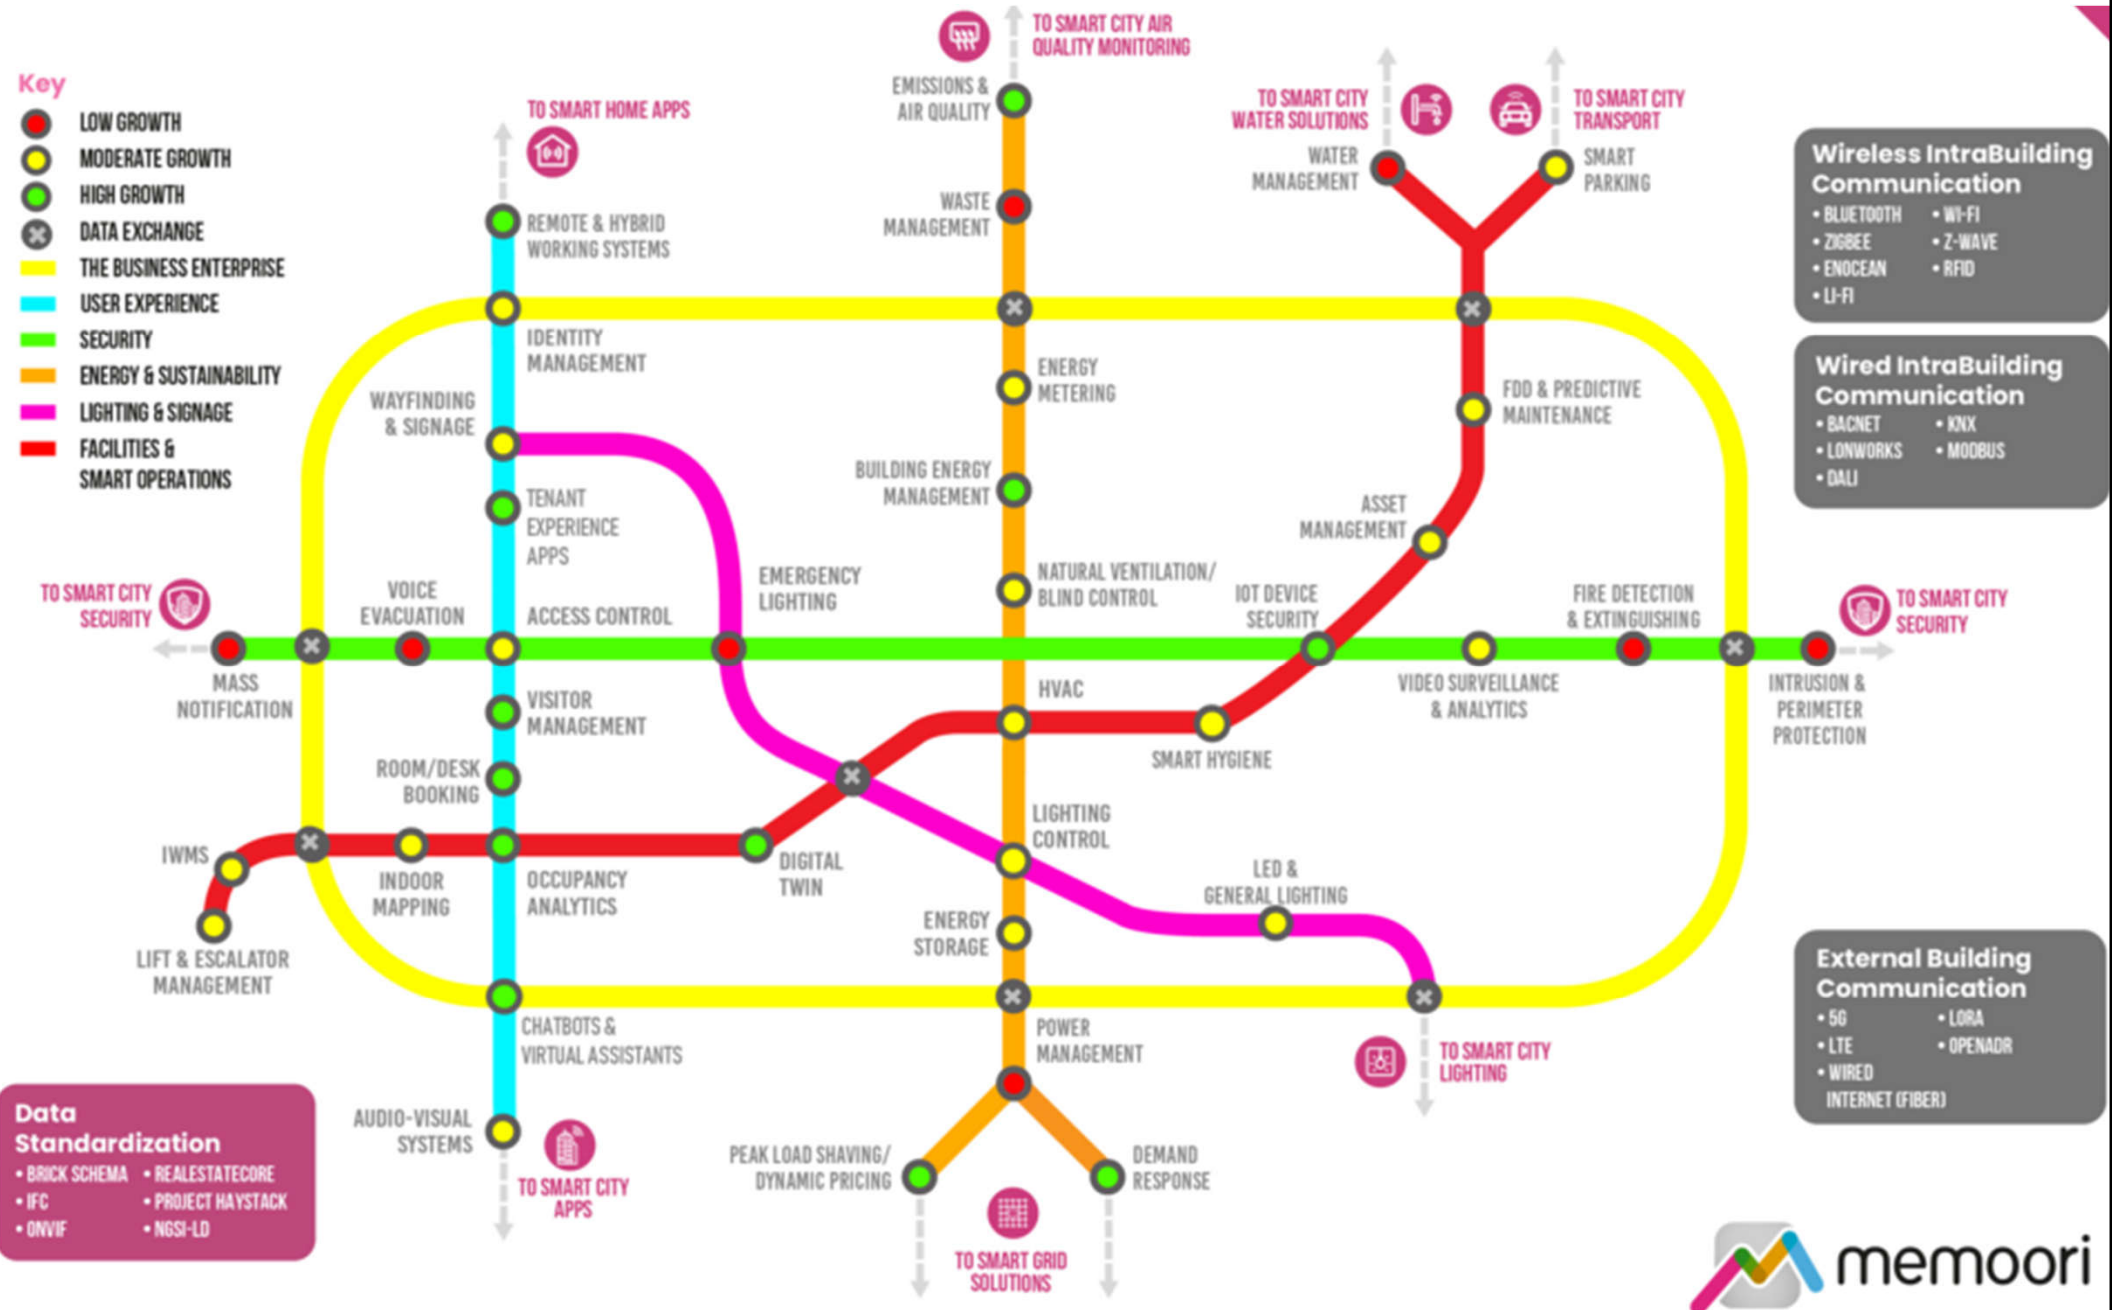 Key
LOW GROWTH
MODERATE GROWTH
HIGH GROWTH
DATA EXCHANGE
THE BUSINESS ENTERPRISE
USER EXPERIENCE
SECURITY
ENERGY & SUSTAINABILITY
LIGHTING & SIGNAGE
FACILITIES &
SMART OPERATIONS
TO SMART HOME APPS
REMOTE & HYBRID
WORKING SYSTEMS
IDENTITY
MANAGEMENT
WAYFINDING
& SIGNAGE
TENANT
EXPERIENCE
APPS
TO SMART CITY
SECURITY
VOICE
EVACUATION
ACCESS CONTROL
EMERGENCY
LIGHTING
MASS
NOTIFICATION
VISITOR
MANAGEMENT
ROOM/DESK
BOOKING
IWMS
INDOOR
MAPPING
OCCUPANCY
ANALYTICS
DIGITAL
TWIN
LIFT & ESCALATOR
MANAGEMENT
CHATBOTS &
VIRTUAL ASSISTANTS
AUDIO-VISUAL
SYSTEMS
TO SMART CITY
APPS
TO SMART CITY AIR
QUALITY MONITORING
EMISSIONS &
AIR QUALITY
WASTE
MANAGEMENT
ENERGY
METERING
BUILDING ENERGY
MANAGEMENT
NATURAL VENTILATION/
BLIND CONTROL
HVAC
LIGHTING
CONTROL
ENERGY
STORAGE
POWER
MANAGEMENT
PEAK LOAD SHAVING/
DYNAMIC PRICING
DEMAND
RESPONSE
TO SMART GRID
SOLUTIONS
TO SMART CITY
WATER SOLUTIONS
TO SMART CITY
TRANSPORT
WATER
MANAGEMENT
SMART
PARKING
FDD & PREDICTIVE
MAINTENANCE
ASSET
MANAGEMENT
IOT DEVICE
SECURITY
FIRE DETECTION
& EXTINGUISHING
TO SMART CITY
SECURITY
VIDEO SURVEILLANCE
& ANALYTICS
INTRUSION &
PERIMETER
PROTECTION
SMART HYGIENE
LED &
GENERAL LIGHTING
TO SMART CITY
LIGHTING
Wireless IntraBuilding
Communication
• BLUETOOTH • WI-FI
• ZIGBEE • Z-WAVE
• ENOCEAN • RFID
• LI-FI
Wired IntraBuilding
Communication
• BACNET • KNX
• LONWORKS • MODBUS
• DALI
External Building
Communication
• 5G • LORA
• LTE • OPENADR
• WIRED
INTERNET (FIBER)
Data
Standardization
• BRICK SCHEMA • REALESTATECORE
• IFC • PROJECT HAYSTACK
• ONVIF • NGSI-LD
memoori